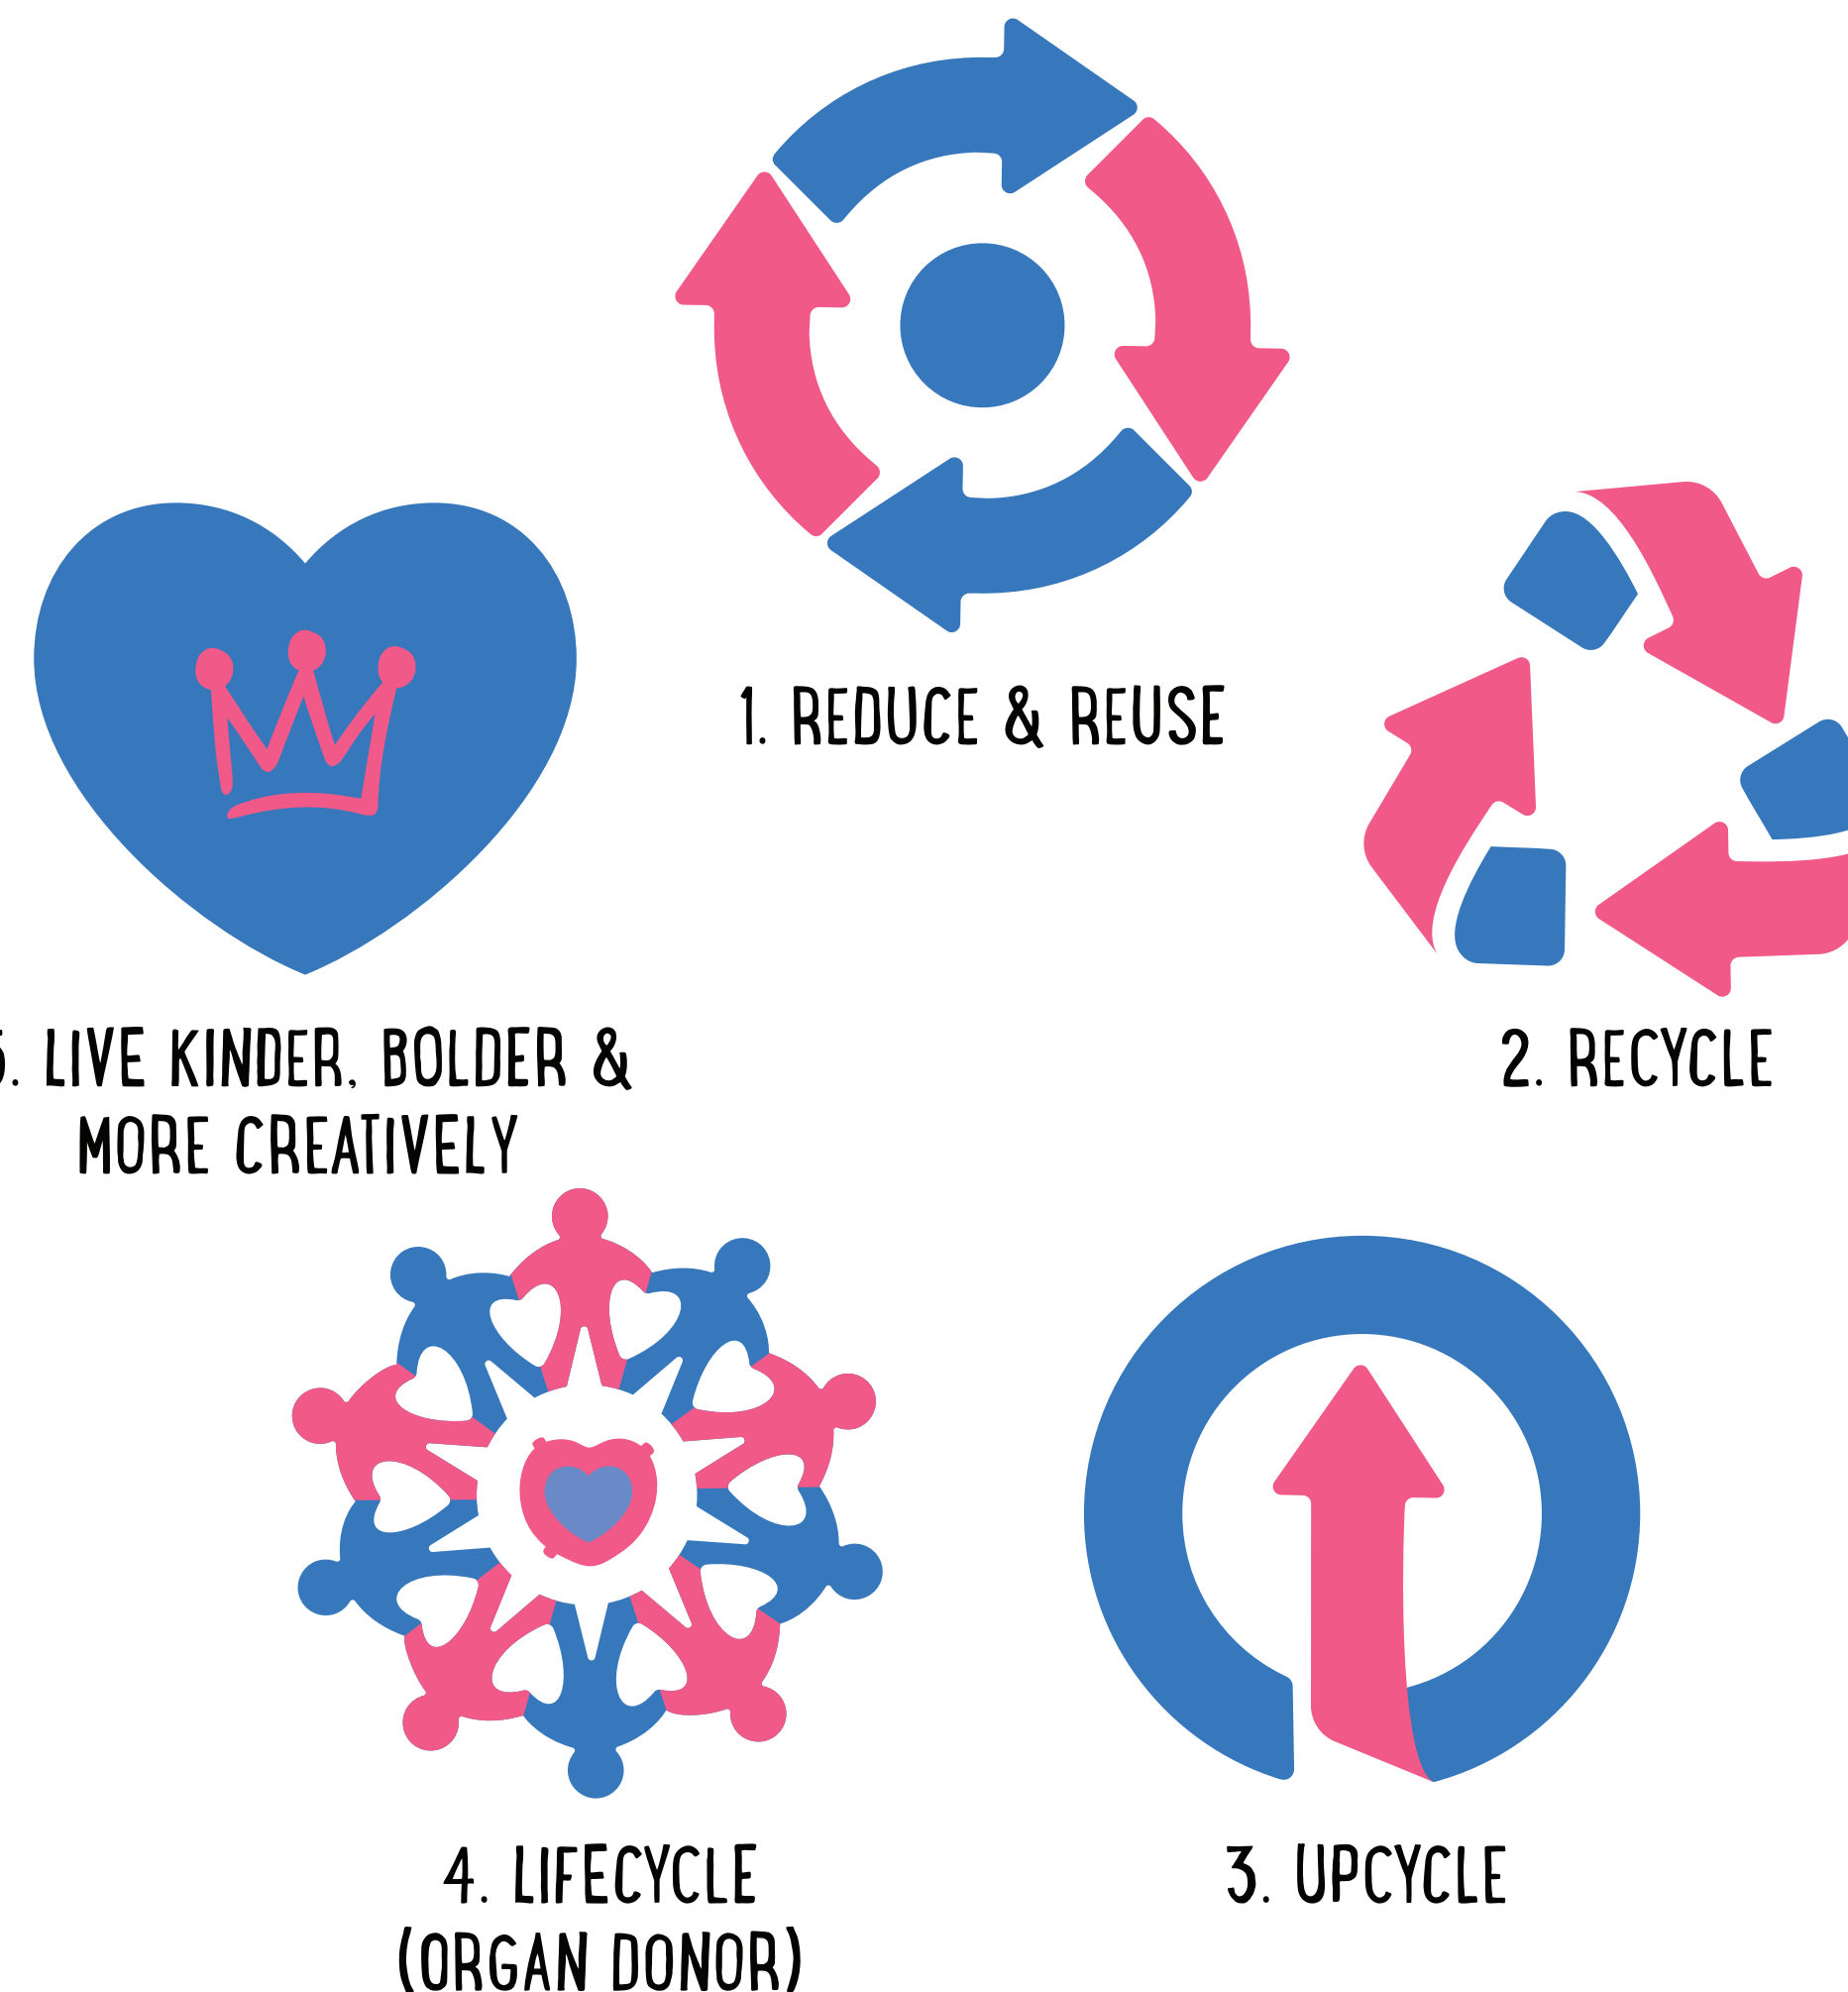 1. REDUCE & REUSE
2. RECYCLE
3. UPCYCLE
4. LIFECYCLE
(ORGAN DONOR)
. LIVE KINDER, BOLDER &
MORE CREATIVELY